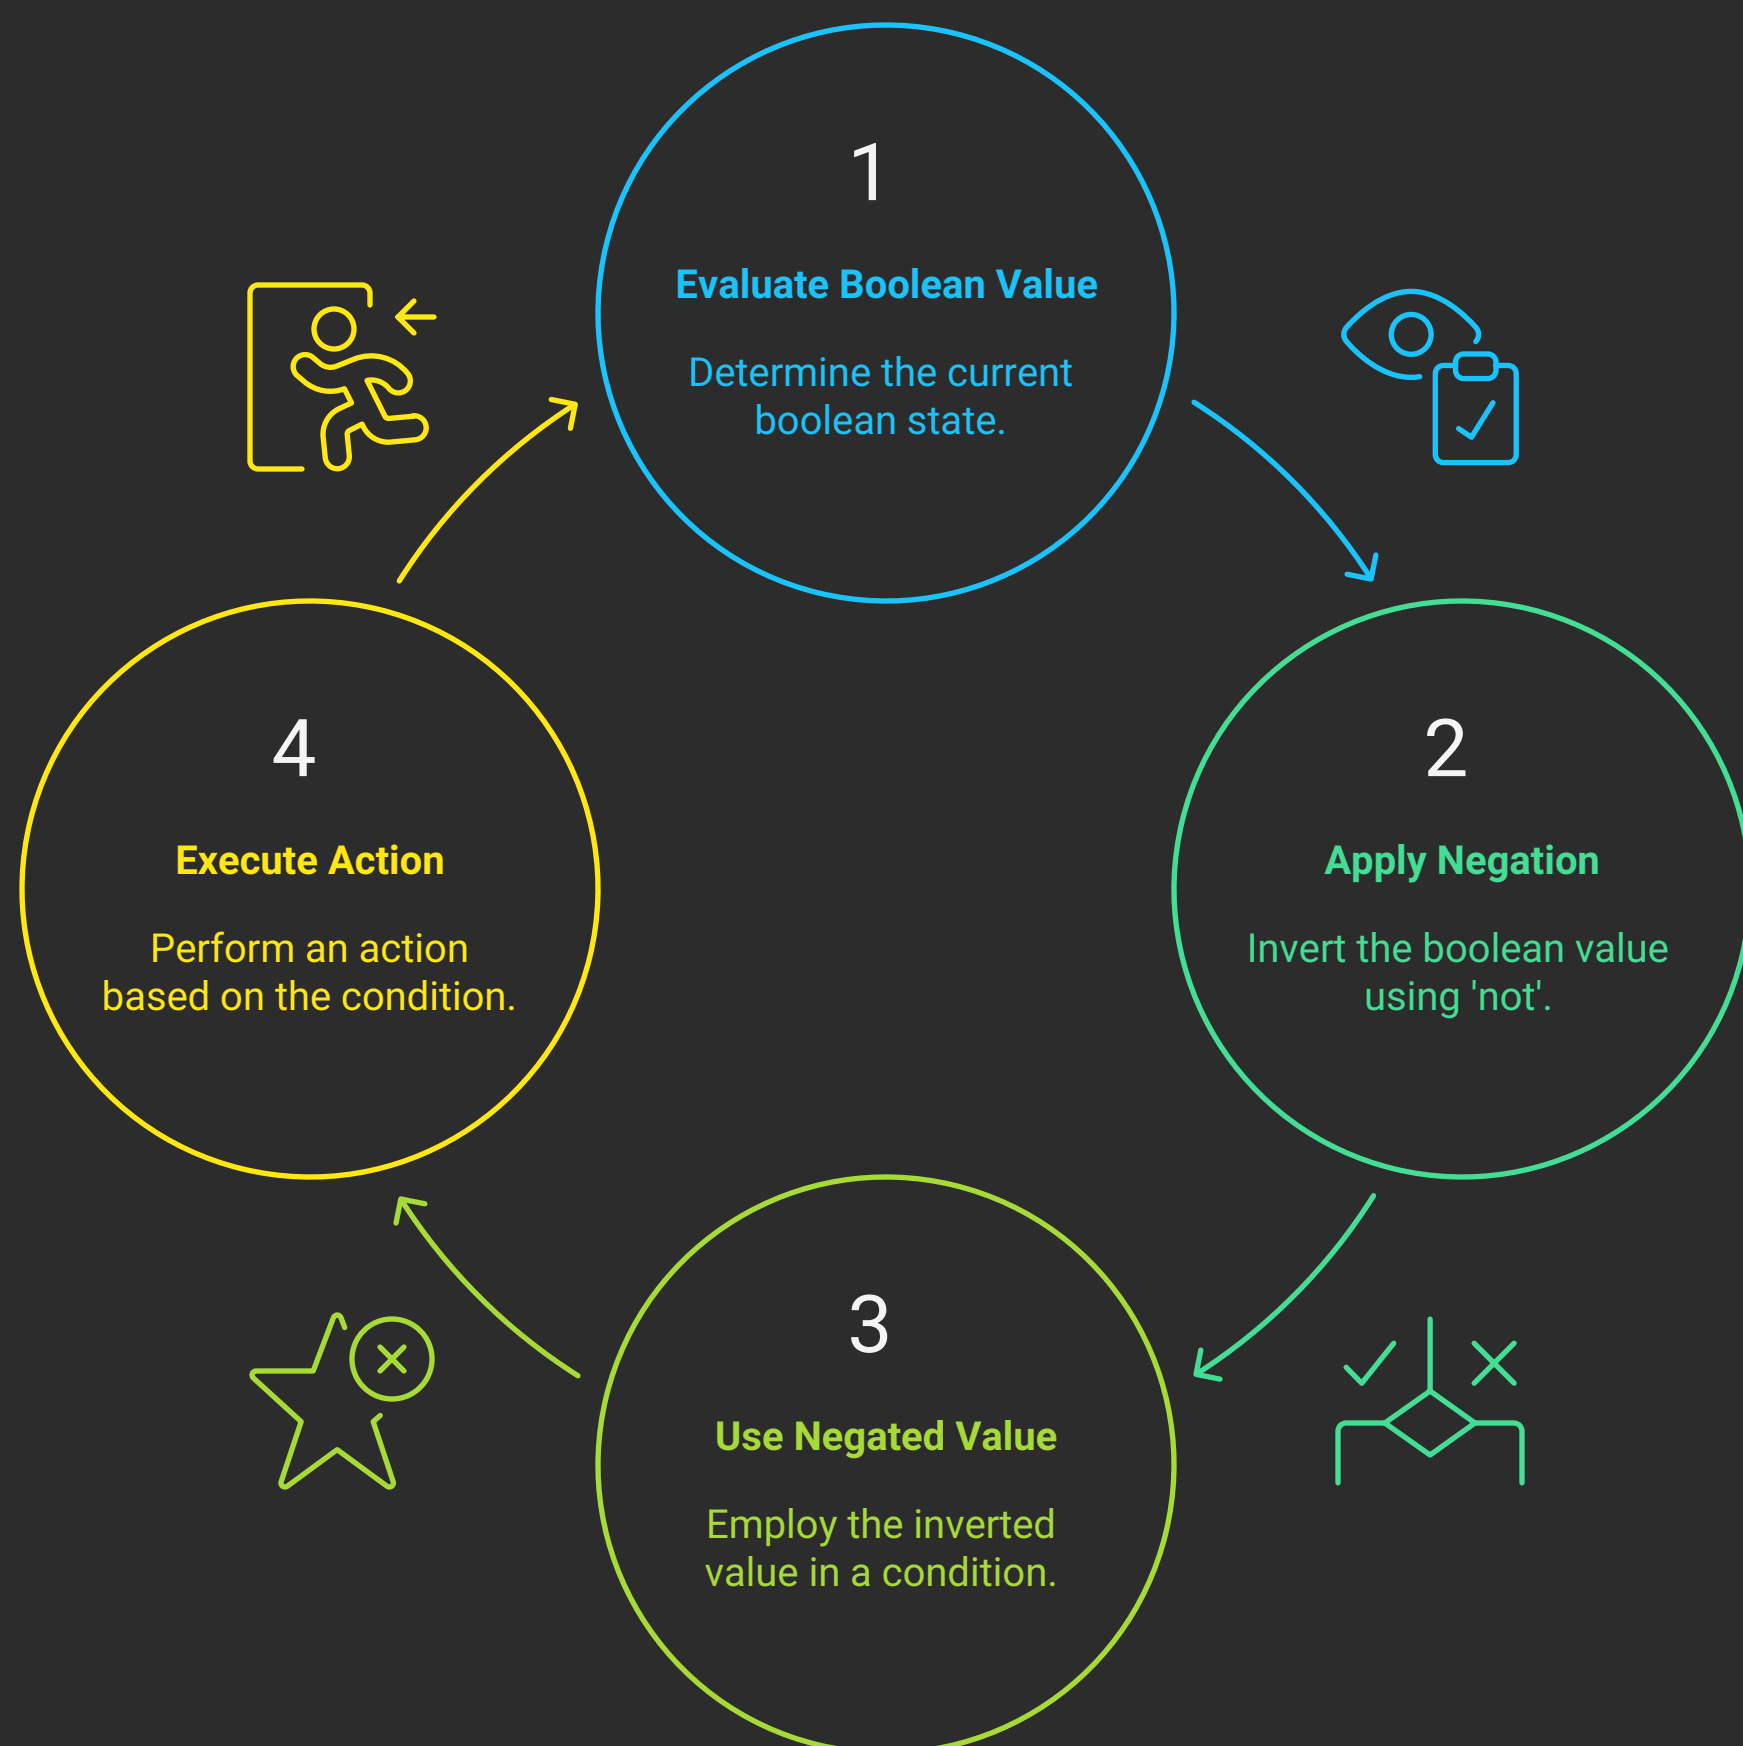 1
Evaluate Boolean Value
Determine the current
boolean state.
2
Apply Negation
Invert the boolean value
using 'not'.
3
Use Negated Value
Employ the inverted
value in a condition.
4
Execute Action
Perform an action
based on the condition.